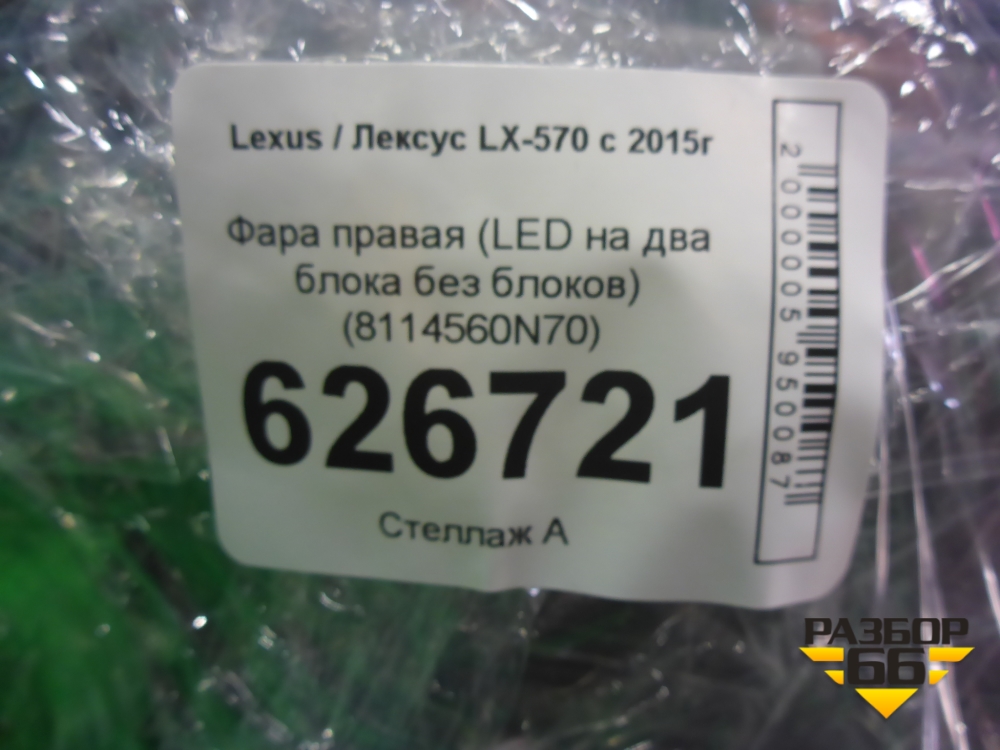 Lexus / Лексус LX-570 с 2015г
Фара правая (LED на два
блока без блоков)
(8114560N70)
626721
Стеллаж А
2000005950087
РАЗБОР
66